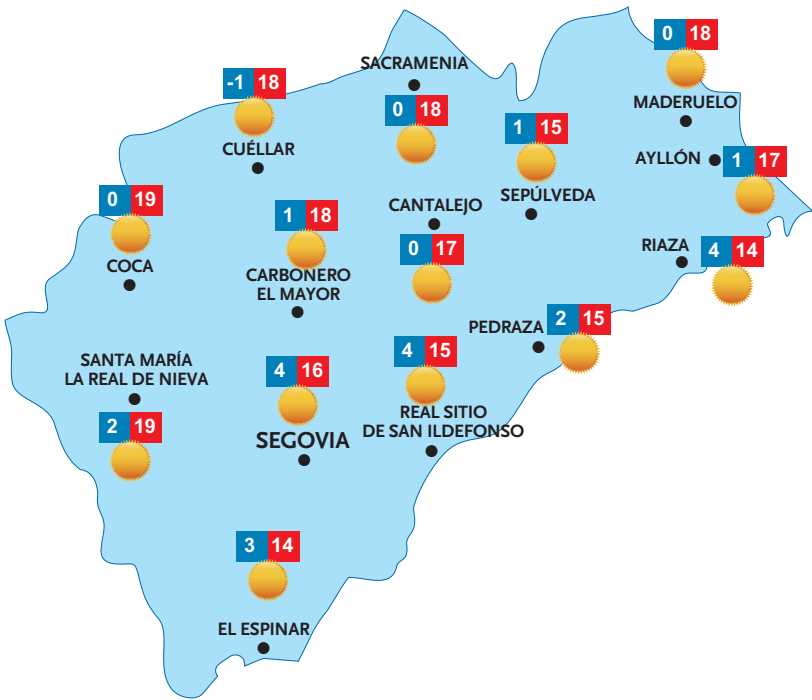 0 18
MADERUELO
SACRAMENIA
0 18
-1 18
CUÉLLAR
1 15
SEPÚLVEDA
AYLLÓN
1 17
0 19
COCA
1 18
CARBONERO
EL MAYOR
CANTALEJO
0 17
RIAZA
4 14
PEDRAZA
2 15
SANTA MARÍA
LA REAL DE NIEVA
2 19
4 16
SEGOVIA
4 15
REAL SITIO
DE SAN ILDEFONSO
3 14
EL ESPINAR